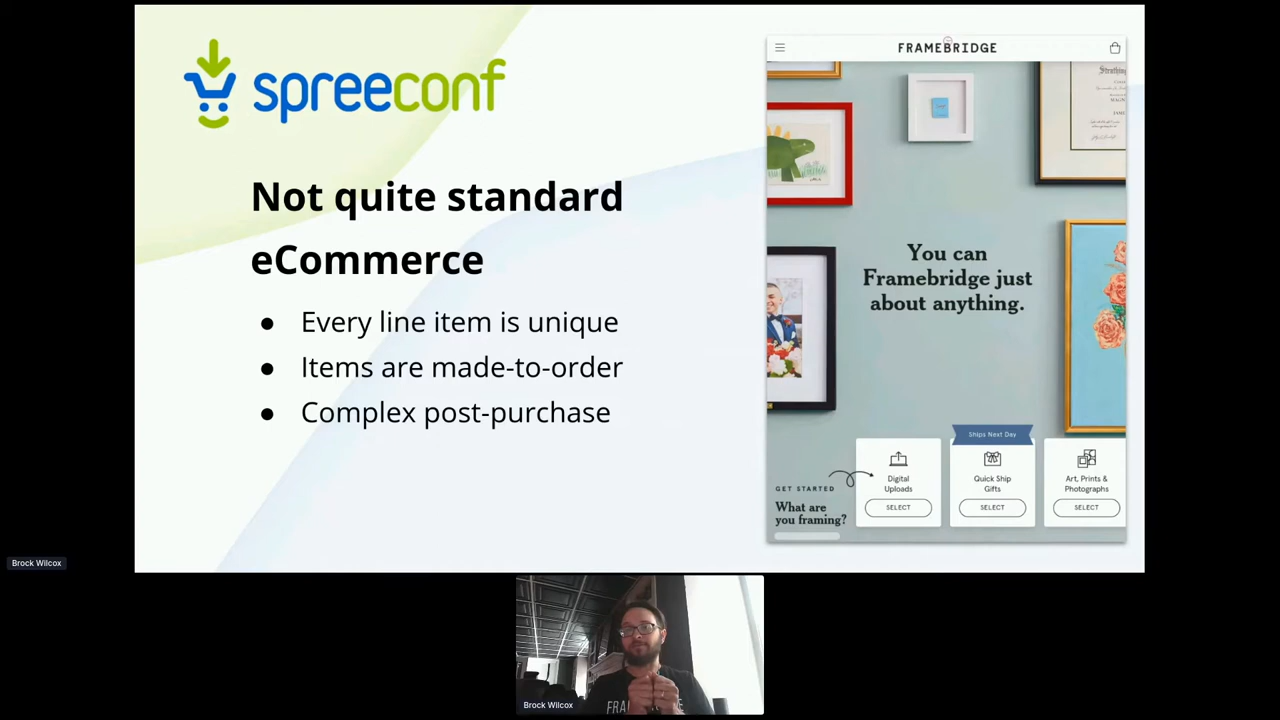 spreeconf
Not quite standard
eCommerce
● Every line item is unique
● Items are made-to-order
● Complex post-purchase
FRAMEBRIDGE
You can
Framebridge just
about anything.
Ships Next Day
GET STARTED
What are
you framing?
Digital
Uploads
SELECT
Quick Ship
Gifts
SELECT
Art, Prints &
Photographs
SELECT
Brock Wilcox
Brock Wilcox